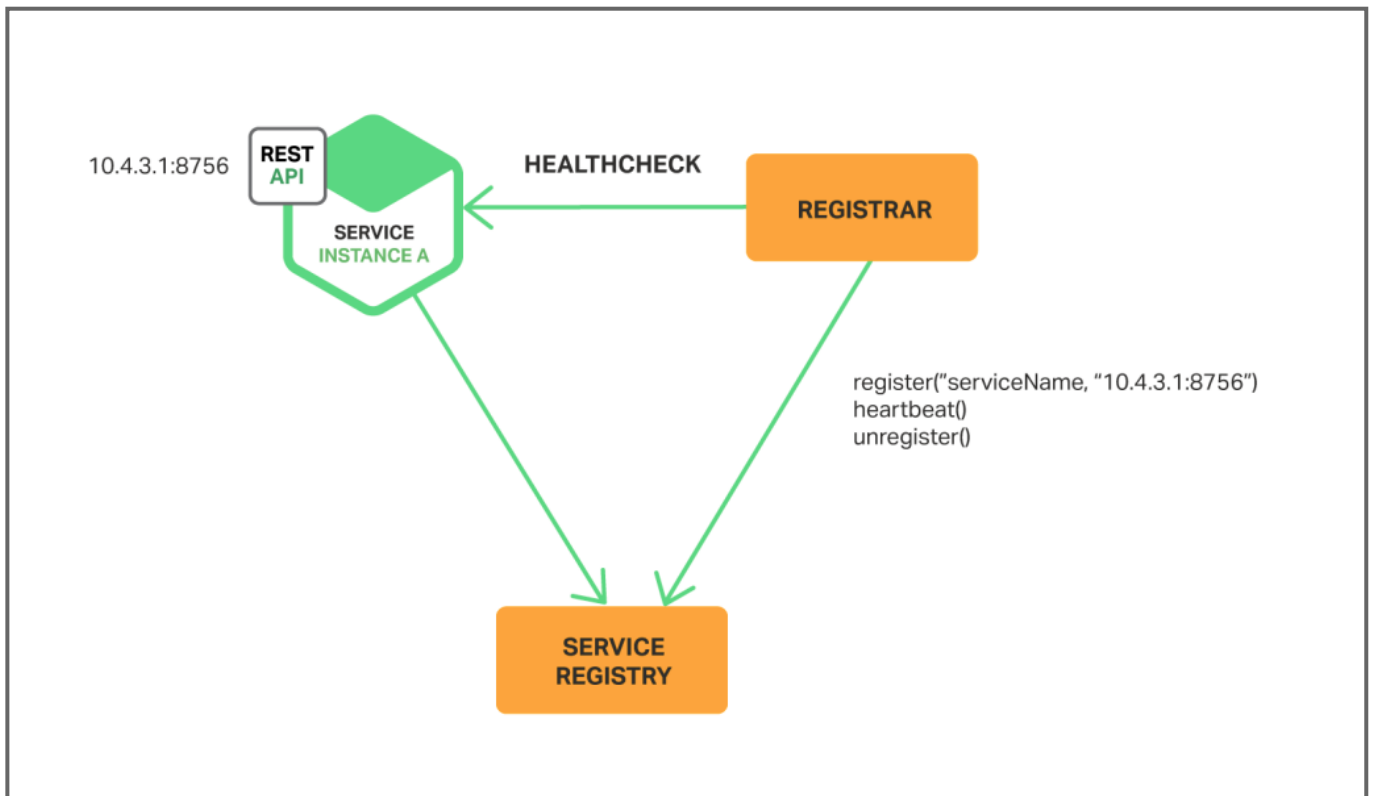 10.4.3.1:8756
REST
API
SERVICE
INSTANCE A
HEALTHCHECK
REGISTRAR
register(”serviceName, “10.4.3.1:8756”)
heartbeat()
unregister()
SERVICE
REGISTRY